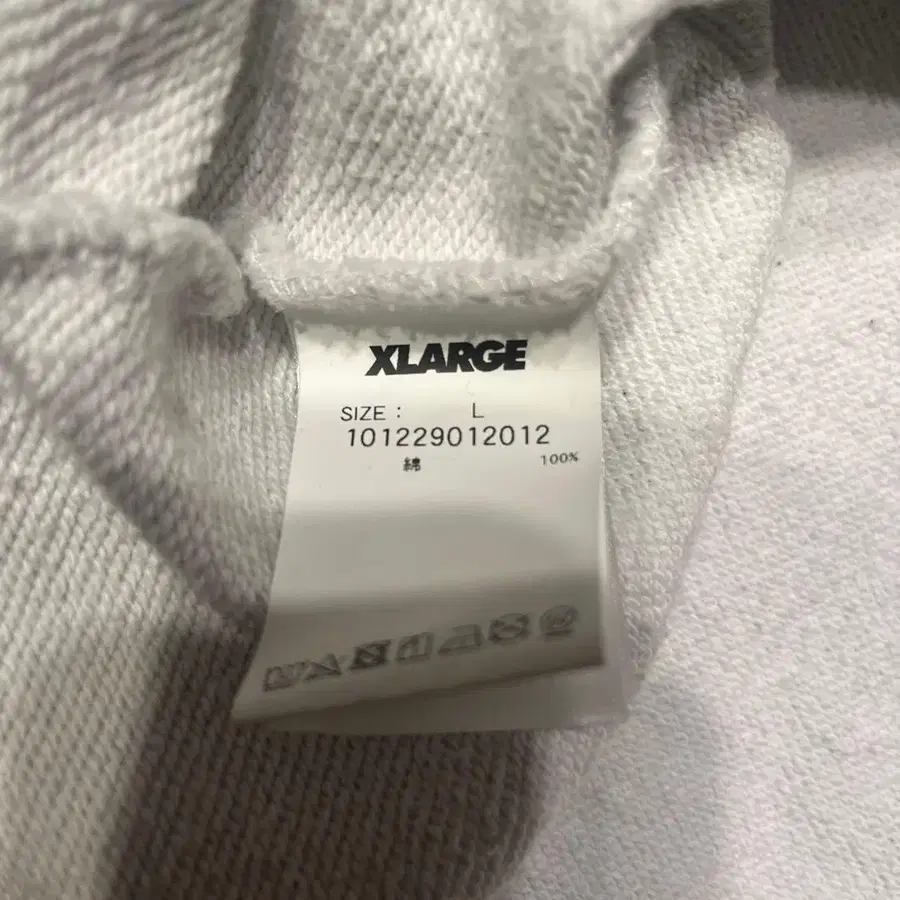 XLARGE
SIZE : L
101229012012
綿 100%